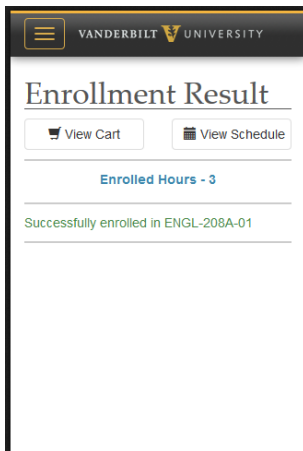 VANDERBILT UNIVERSITY
Enrollment Result
View Cart
View Schedule
Enrolled Hours - 3
Successfully enrolled in ENGL-208A-01